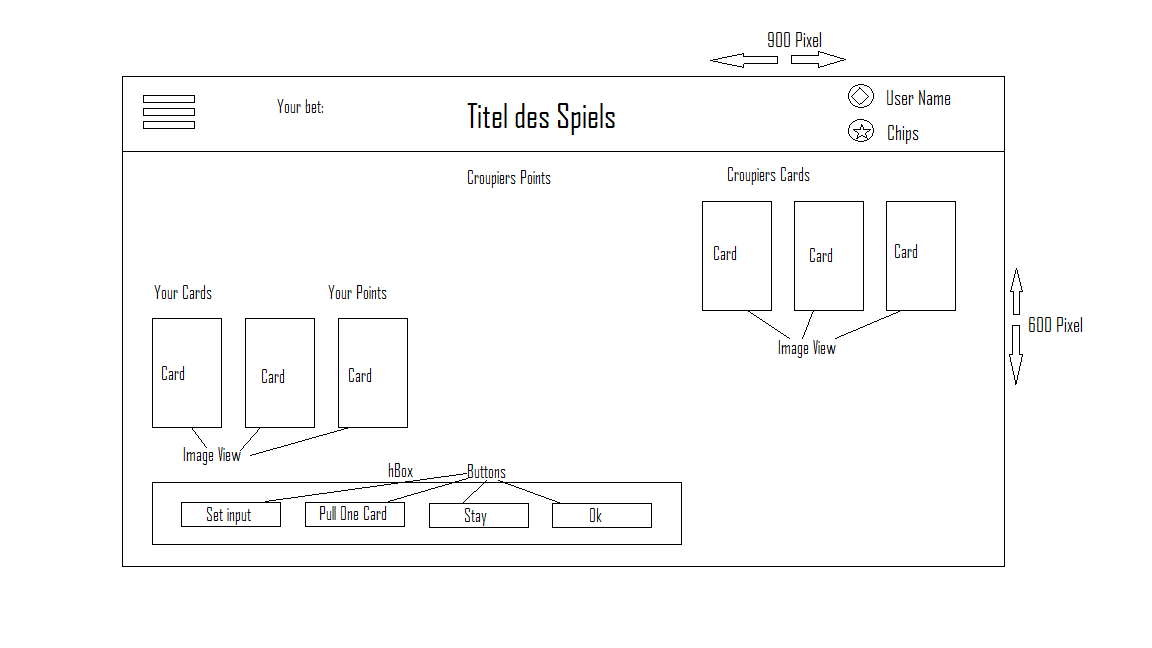 900 Pixel
Your bet:
Titel des Spiels
User Name
Chips
Croupiers Points
Croupiers Cards
Card
Card
Card
Image View
600 Pixel
Your Cards
Your Points
Card
Card
Card
Image View
hBox
Buttons
Set input
Pull One Card
Stay
Ok